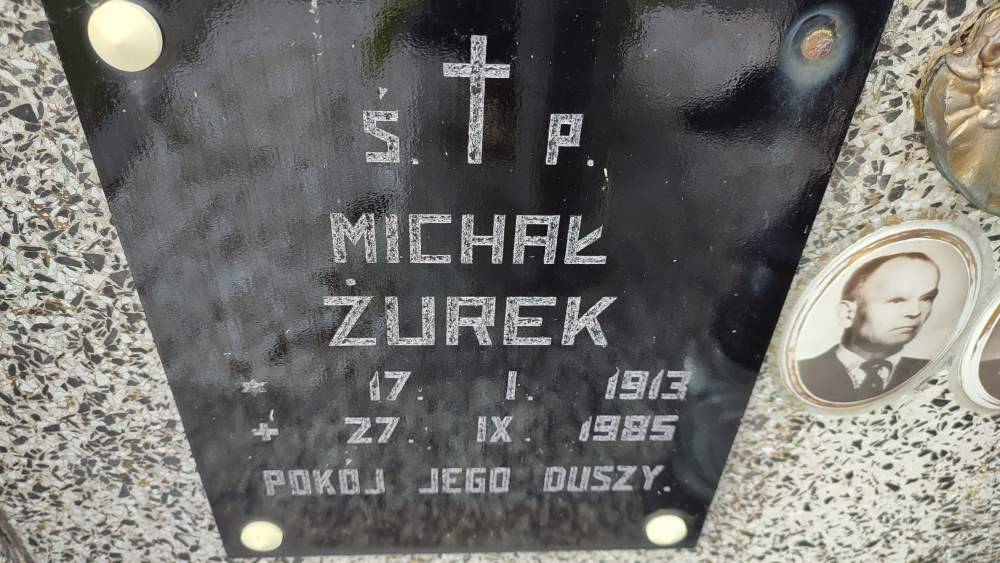 Ś. P.
MICHAŁ
ŻUREK
* 17. I. 1913
+ 27. IX. 1985
POKÓJ JEGO DUSZY.